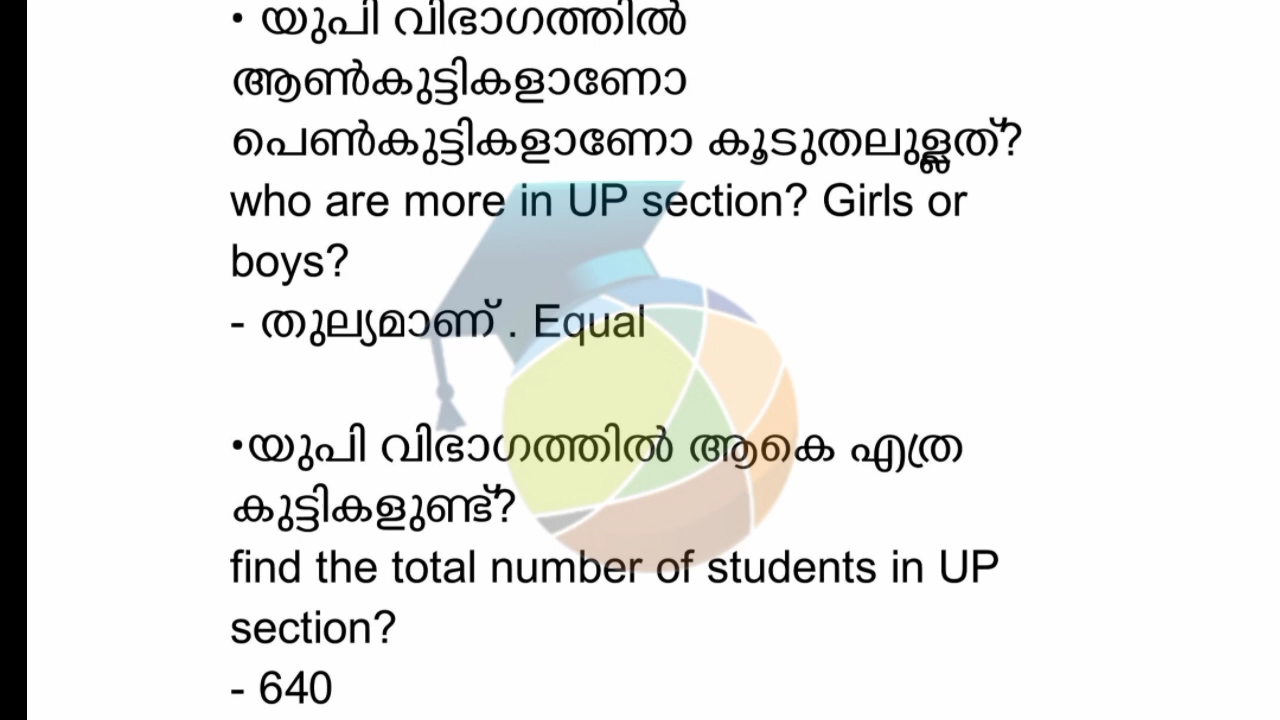 • യുപി വിഭാഗത്തിൽ
ആൺകുട്ടികളാണോ
പെൺകുട്ടികളാണോ കൂടുതലുള്ളത്?
who are more in UP section? Girls or
boys?
- തുല്യമാണ് . Equal
•യുപി വിഭാഗത്തിൽ ആകെ എത്ര
കുട്ടികളുണ്ട്?
find the total number of students in UP
section?
- 640